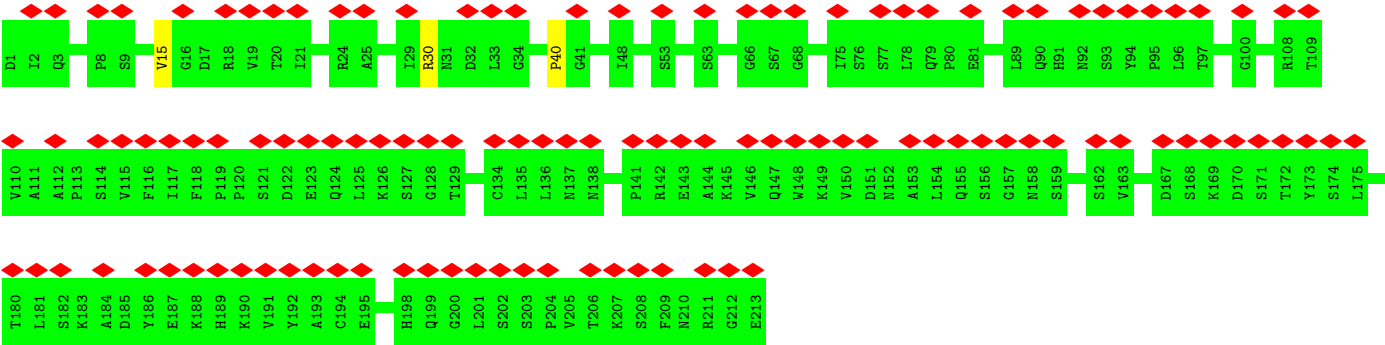 D1 I2 Q3 P8 S9 V15 G16 D17 R18 V19 T20 I21 R24 A25 I29 R30 N31 D32 L33 G34 P40 G41 I48 S53 S63 G66 S67 G68 I75 S76 S77 L78 Q79 P80 E81 L89 Q90 H91 N92 S93 Y94 P95 L96 T97 G100 R108 T109
V110 A111 A112 P113 S114 V115 F116 I117 F118 P119 P120 S121 D122 E123 Q124 L125 K126 S127 G128 T129 C134 L135 L136 N137 N138 P141 R142 E143 A144 K145 V146 Q147 W148 K149 V150 D151 N152 A153 L154 Q155 S156 G157 N158 S159 S162 V163 D167 S168 K169 D170 S171 T172 Y173 S174 L175
T180 L181 S182 K183 A184 D185 Y186 E187 K188 H189 K190 V191 Y192 A193 C194 E195 H198 Q199 G200 L201 S202 S203 P204 V205 T206 K207 S208 F209 N210 R211 G212 E213